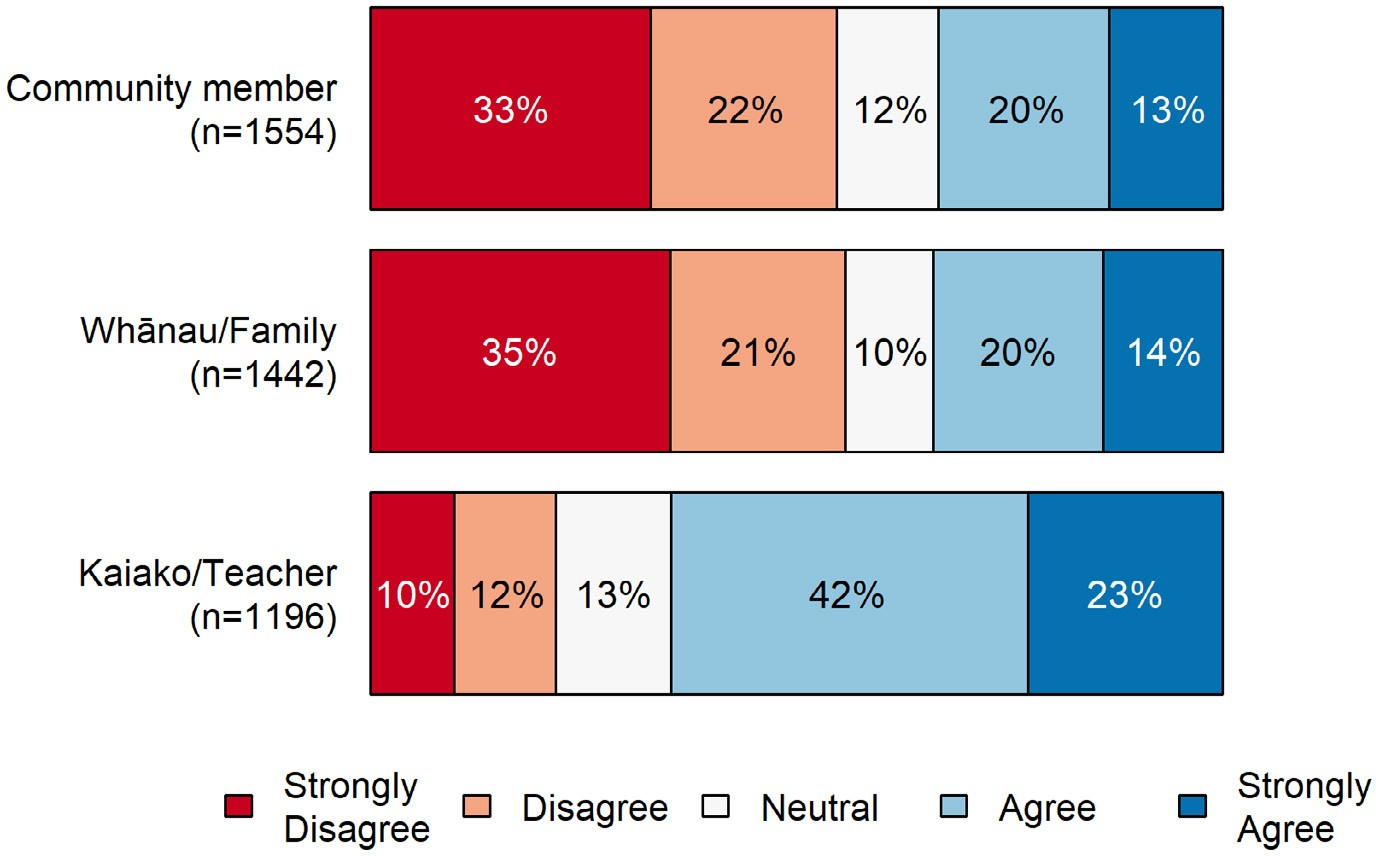 Community member
(n=1554)
33% 22% 12% 20% 13%
Whānau/Family
(n=1442)
35% 21% 10% 20% 14%
Kaiako/Teacher
(n=1196)
10% 12% 13% 42% 23%
Strongly
Disagree
Disagree
Neutral
Agree
Strongly
Agree